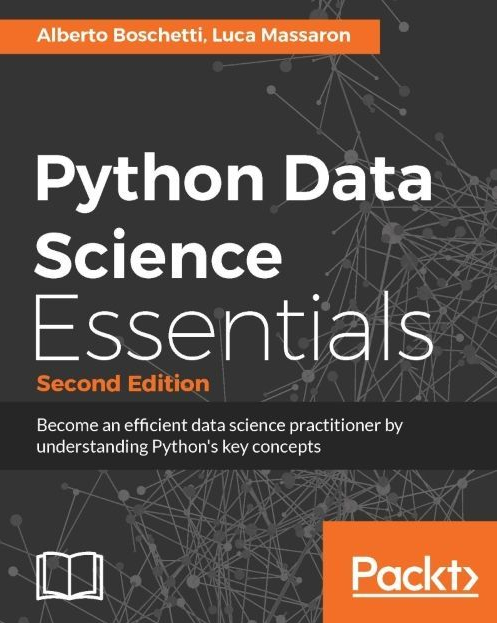 Alberto Boschetti, Luca Massaron
Python Data
Science
Essentials
Second Edition
Become an efficient data science practitioner by
understanding Python's key concepts
Packt>